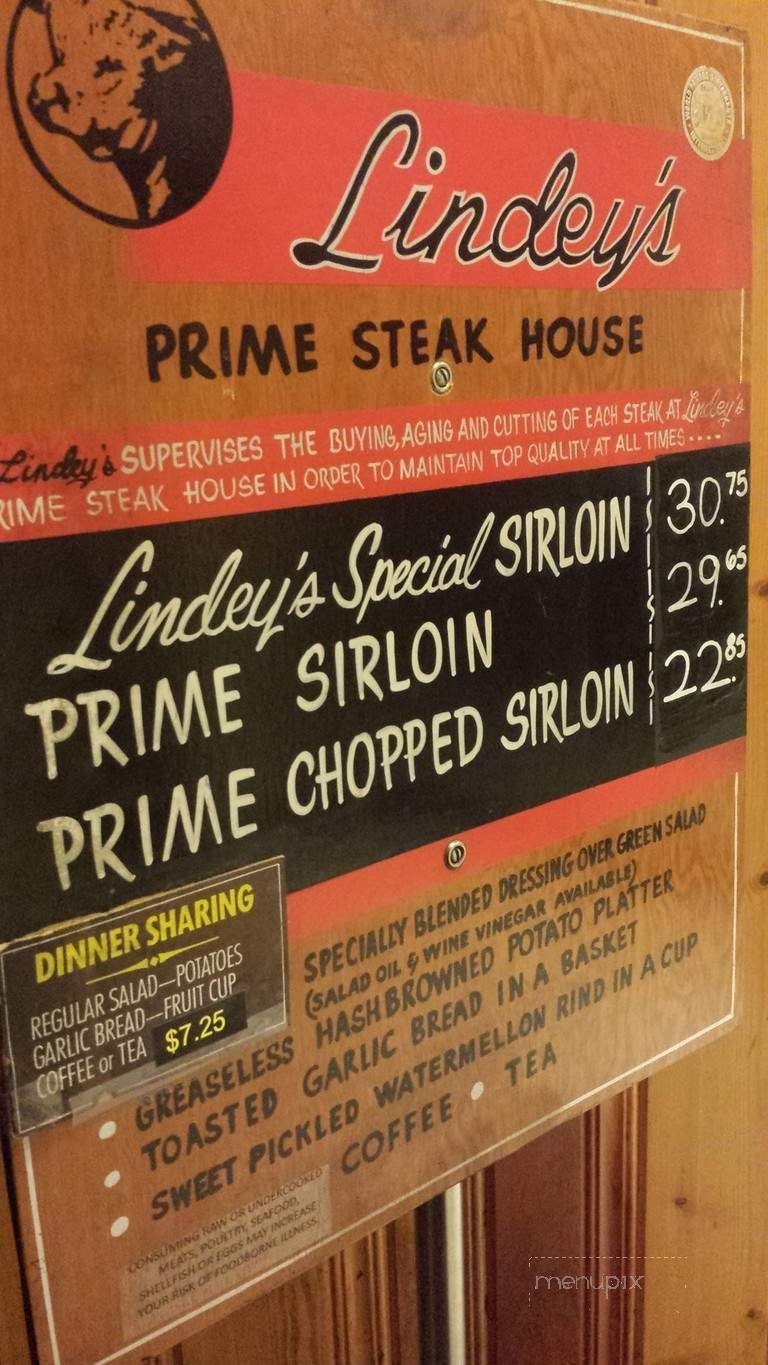 Lindey's
PRIME STEAK HOUSE
Lindey's SUPERVISES THE BUYING, AGING AND CUTTING OF EACH STEAK AT Lindey's
RIME STEAK HOUSE IN ORDER TO MAINTAIN TOP QUALITY AT ALL TIMES ....
Lindey's Special SIRLOIN 30.75
PRIME SIRLOIN 29.65
PRIME CHOPPED SIRLOIN 22.85
DINNER SHARING
REGULAR SALAD—POTATOES
GARLIC BREAD—FRUIT CUP
COFFEE or TEA $7.25
SPECIALLY BLENDED DRESSING OVER GREEN SALAD
(SALAD OIL & WINE VINEGAR AVAILABLE)
• GREASELESS HASH BROWNED POTATO PLATTER
• TOASTED GARLIC BREAD IN A BASKET
• SWEET PICKLED WATERMELLON RIND IN A CUP
COFFEE • TEA
CONSUMING RAW OR UNDERCOOKED
MEATS, POULTRY, SEAFOOD,
SHELLFISH OR EGGS MAY INCREASE
YOUR RISK OF FOODBORNE ILLNESS.
menupix